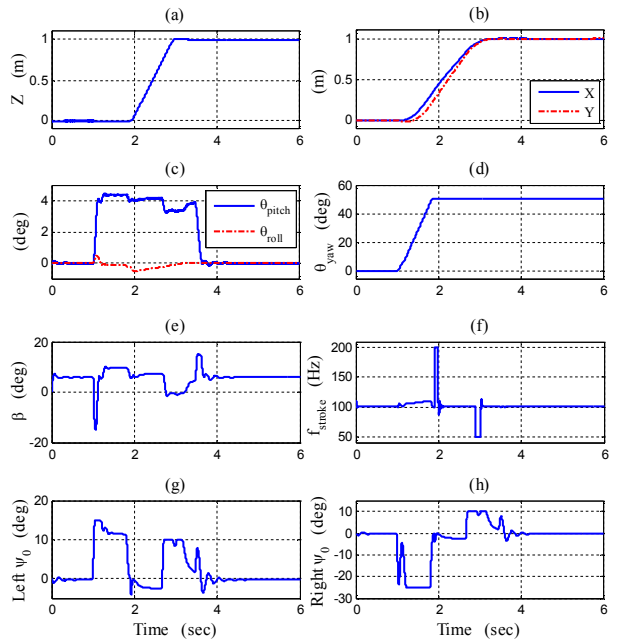 (a)
Z (m)
1
0.5
0
0 2 4 6
(b)
(m)
1
0.5
0
X
Y
0 2 4 6
(c)
(deg)
4
2
0
θpitch
θroll
0 2 4 6
(d)
θyaw (deg)
60
40
20
0
0 2 4 6
(e)
β (deg)
20
0
-20
0 2 4 6
(f)
fstroke (Hz)
200
150
100
50
0 2 4 6
(g)
Left ψ0 (deg)
20
10
0
0 2 4 6
Time (sec)
(h)
Right ψ0 (deg)
10
0
-10
-20
-30
0 2 4 6
Time (sec)